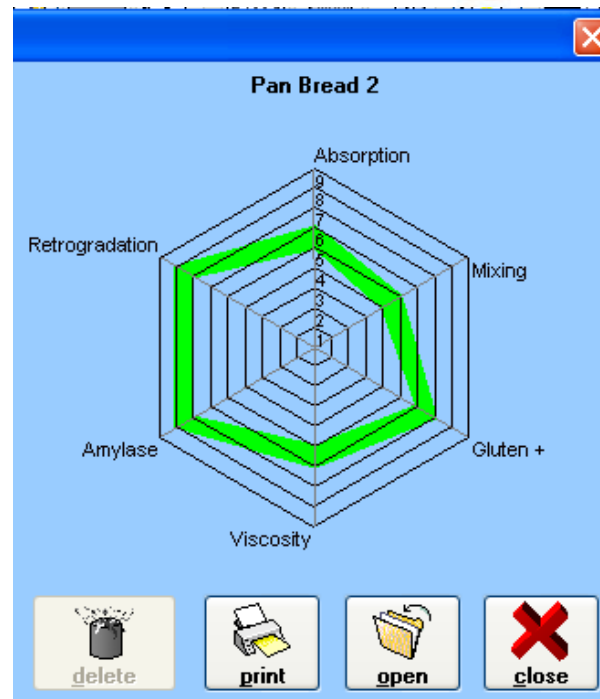 Pan Bread 2
Absorption
9
8
7
6
5
4
3
2
1
Retrogradation
Mixing
Amylase
Gluten +
Viscosity
delete
print
open
close